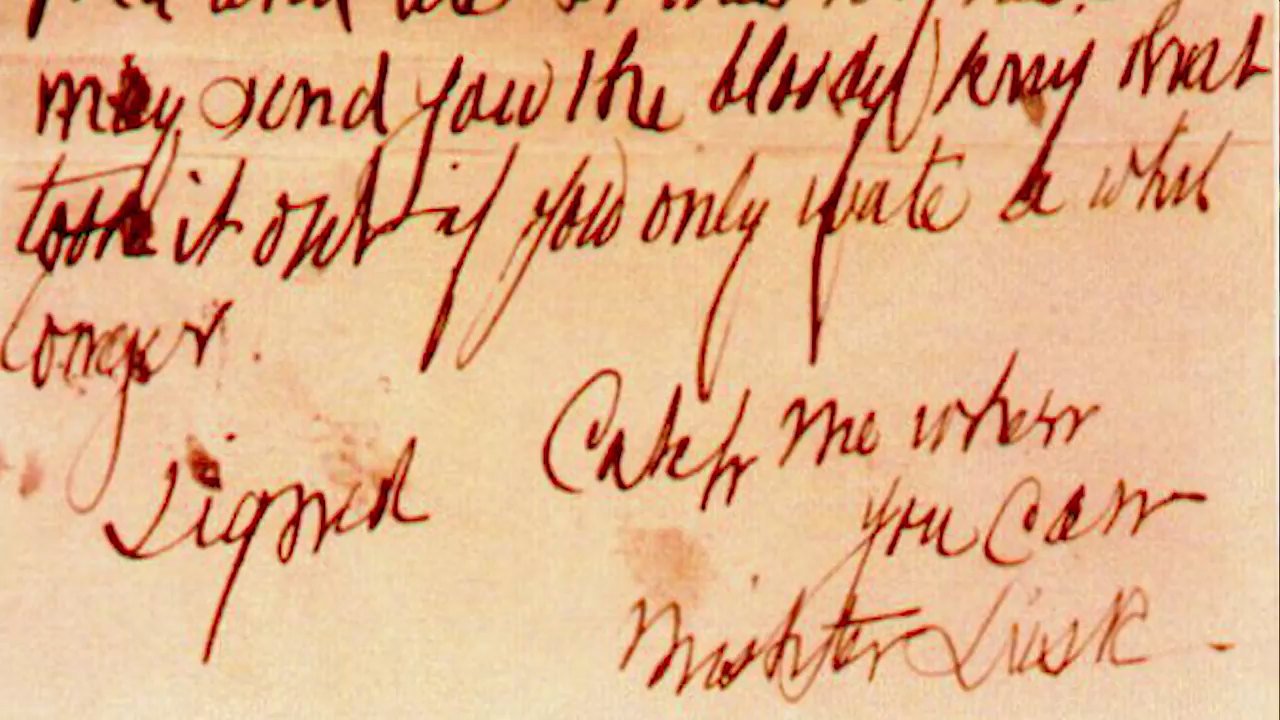 may send you the bloody knif that
took it out if you only wate a whil
longer.
Signed
Catch me when
you can
Mishter Lusk